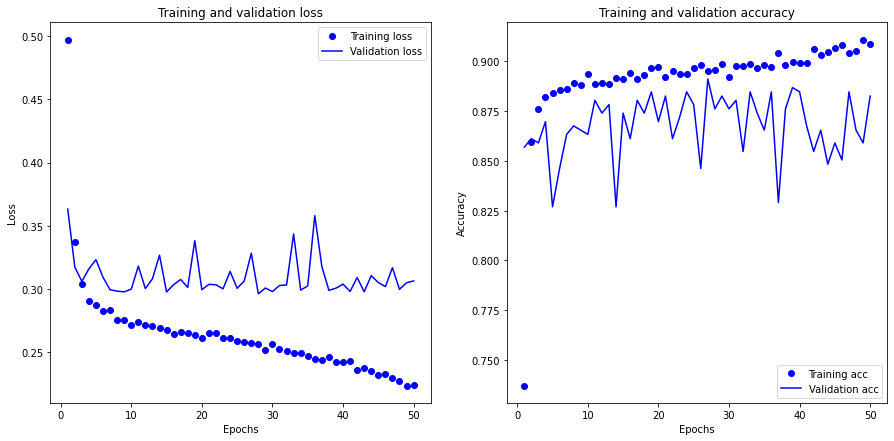 Training and validation loss
0.50
0.45
0.40
0.35
0.30
0.25
Loss
Training loss
Validation loss
0
10
20
30
40
50
Epochs
Training and validation accuracy
0.900
0.875
0.850
0.825
0.800
0.775
0.750
Accuracy
Training acc
Validation acc
0
10
20
30
40
50
Epochs